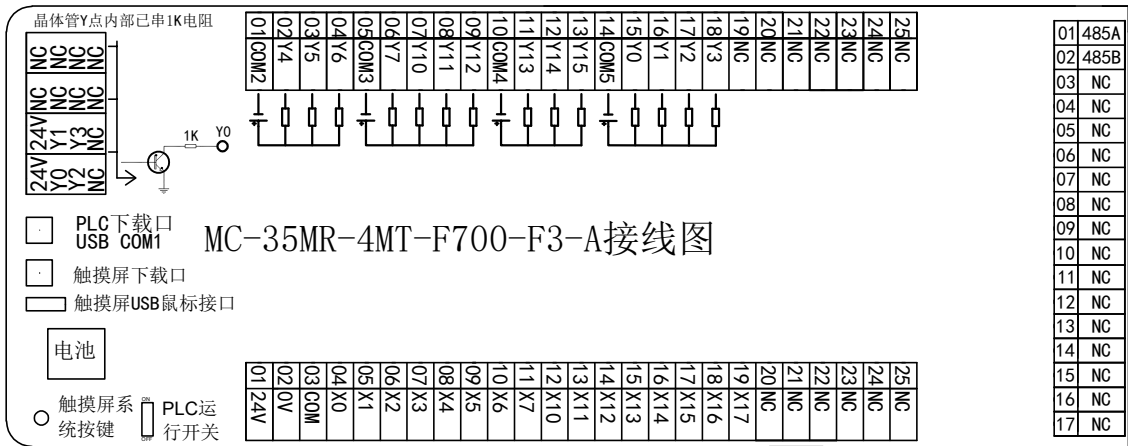 晶体管Y点内部已串1K电阻
NC NC NC NC
NC NC NC NC
24V Y1 Y3 NC
24V Y0 Y2 NC
1K Y0
01 COM2
02 Y4
03 Y5
04 Y6
05 COM3
06 Y7
07 Y10
08 Y11
09 Y12
10 COM4
11 Y13
12 Y14
13 Y15
14 COM5
15 Y0
16 Y1
17 Y2
18 Y3
19 NC
20 NC
21 NC
22 NC
23 NC
24 NC
25 NC
01 485A
02 485B
03 NC
04 NC
05 NC
06 NC
07 NC
08 NC
09 NC
10 NC
11 NC
12 NC
13 NC
14 NC
15 NC
16 NC
17 NC
PLC下载口
USB COM1
MC-35MR-4MT-F700-F3-A接线图
触摸屏下载口
触摸屏USB鼠标接口
电池
触摸屏系
统按键
ON
OFF
PLC运
行开关
01 24V
02 0V
03 COM
04 X0
05 X1
06 X2
07 X3
08 X4
09 X5
10 X6
11 X7
12 X10
13 X11
14 X12
15 X13
16 X14
17 X15
18 X16
19 X17
20 NC
21 NC
22 NC
23 NC
24 NC
25 NC